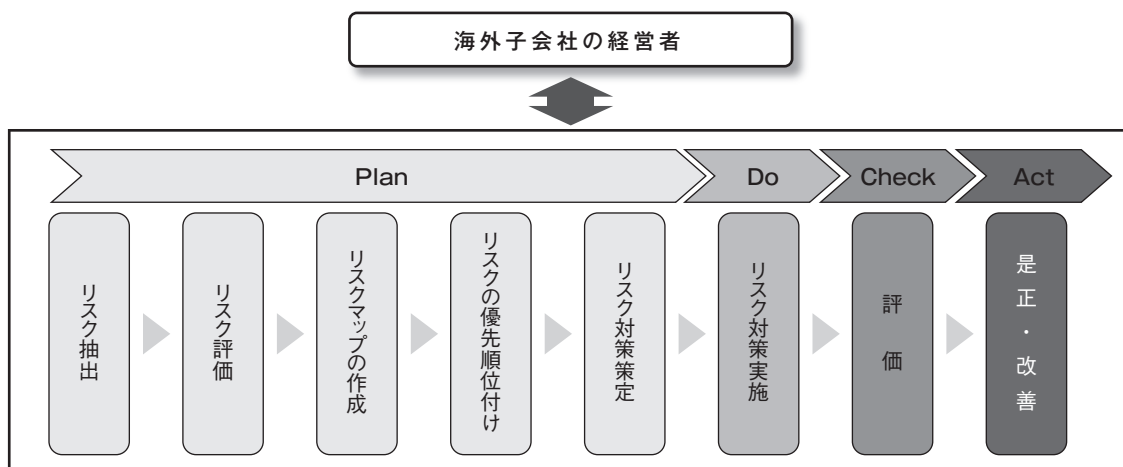 海外子会社の経営者
Plan
Do
Check
Act
リスク抽出
リスク評価
リスクマップの作成
リスクの優先順位付け
リスク対策策定
リスク対策実施
評価
是正・改善